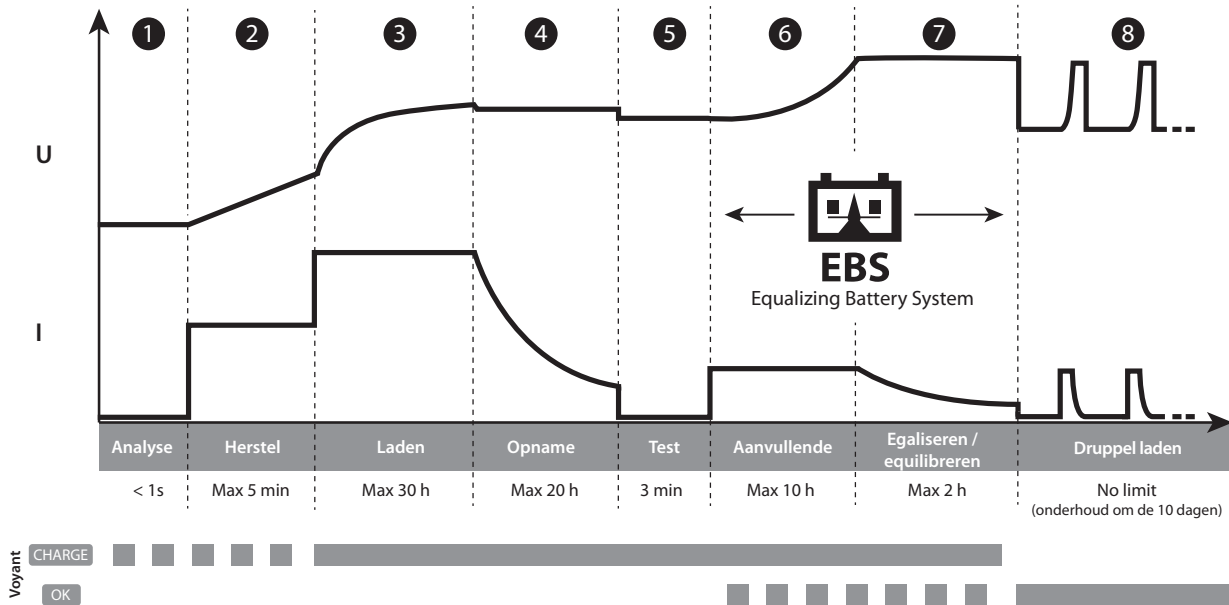 1 2 3 4 5 6 7 8
U
EBS
Equalizing Battery System
I
Analyse Herstel Laden Opname Test Aanvullende Egaliseren / equilibreren Druppel laden
< 1s Max 5 min Max 30 h Max 20 h 3 min Max 10 h Max 2 h No limit
(onderhoud om de 10 dagen)
Voyant
CHARGE
OK